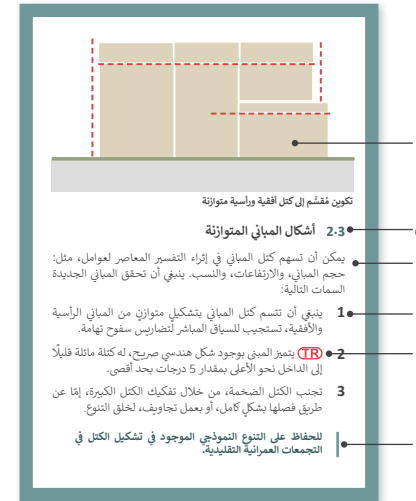 تكوين مُقسَّم إلى كتل أفقية ورأسية متوازنة
2-3 أشكال المباني المتوازنة
يمكن أن تسهم كتل المباني في إثراء التفسير المعاصر لعوامل، مثل:
حجم المباني، والارتفاعات، والنسب. ينبغي أن تحقق المباني الجديدة
السمات التالية:
1 ينبغي أن تتسم كتل المباني بتشكيلٍ متوازنٍ من المباني الرأسية
والأفقية، تستجيب للسياق المباشر لتضاريس سفوح تهامة.
2 TR يتميز المبنى بوجود شكل هندسي صريح، له كتلة مائلة قليلًا
إلى الداخل نحو الأعلى بمقدار 5 درجات بحد أقصى.
3 تجنب الكتل الضخمة، من خلال تفكيك الكتل الكبيرة، إمّا عن
طريق فصلها بشكلٍ كامل، أو بعمل تجاويف، لخلق التنوع.
للحفاظ على التنوع النموذجي الموجود في تشكيل الكتل في
التجمعات العمرانية التقليدية.